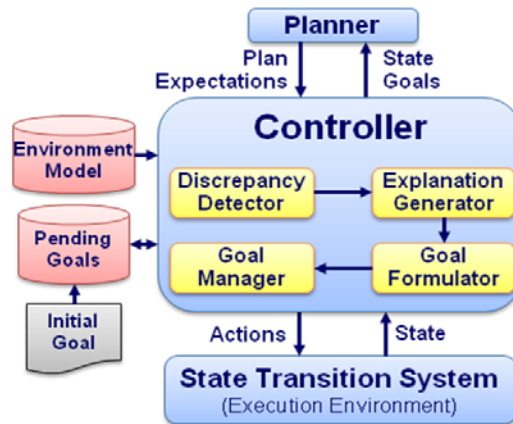 Planner
Plan
Expectations
State
Goals
Controller
Environment
Model
Discrepancy
Detector
Explanation
Generator
Pending
Goals
Goal
Manager
Goal
Formulator
Initial
Goal
Actions
State
State Transition System
(Execution Environment)